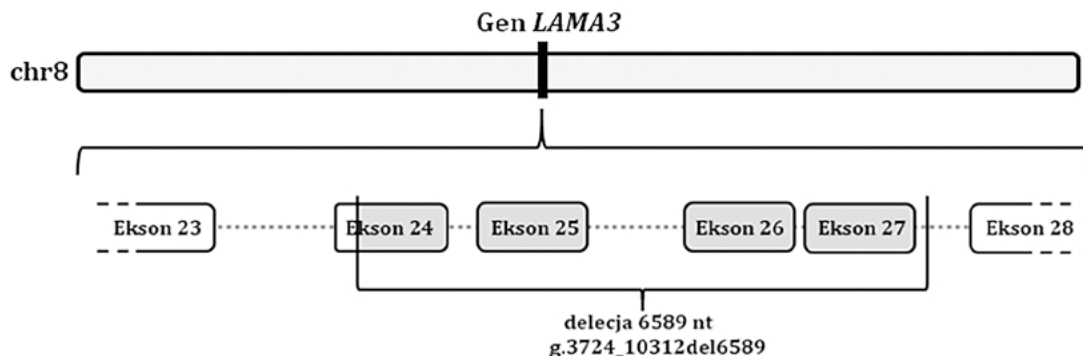 Gen LAMA3
chr8
Ekson 23 Ekson 24 Ekson 25 Ekson 26 Ekson 27 Ekson 28
delecja 6589 nt
g.3724_10312del6589